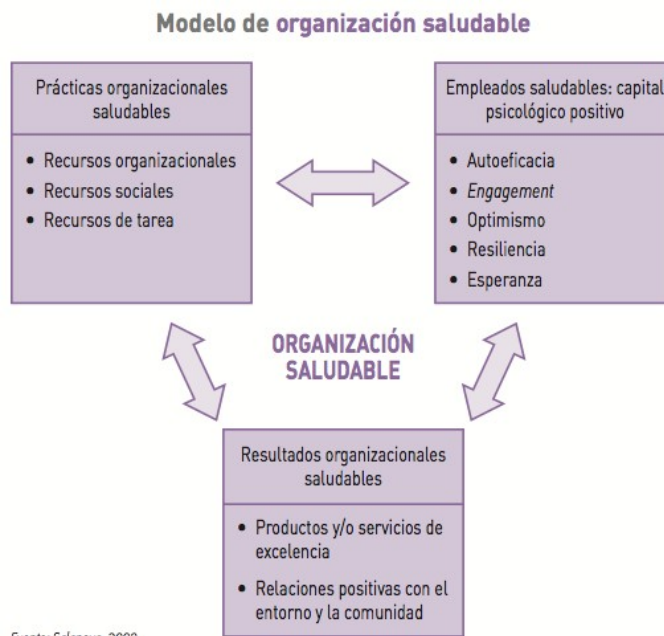 Modelo de organización saludable
Prácticas organizacionales
saludables
• Recursos organizacionales
• Recursos sociales
• Recursos de tarea
Empleados saludables: capital
psicológico positivo
• Autoeficacia
• Engagement
• Optimismo
• Resiliencia
• Esperanza
ORGANIZACIÓN
SALUDABLE
Resultados organizacionales
saludables
• Productos y/o servicios de
excelencia
• Relaciones positivas con el
entorno y la comunidad